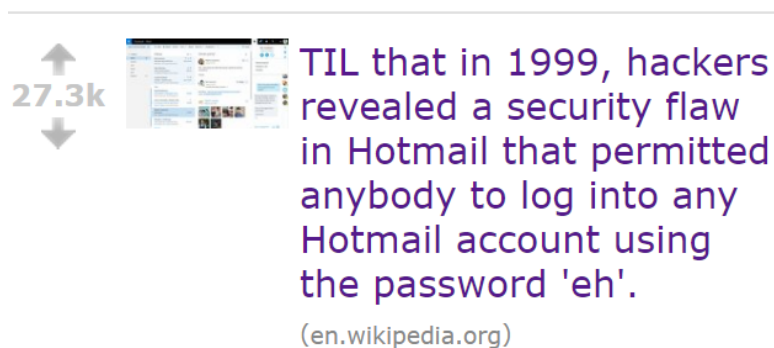 27.3k
TIL that in 1999, hackers
revealed a security flaw
in Hotmail that permitted
anybody to log into any
Hotmail account using
the password 'eh'.
(en.wikipedia.org)